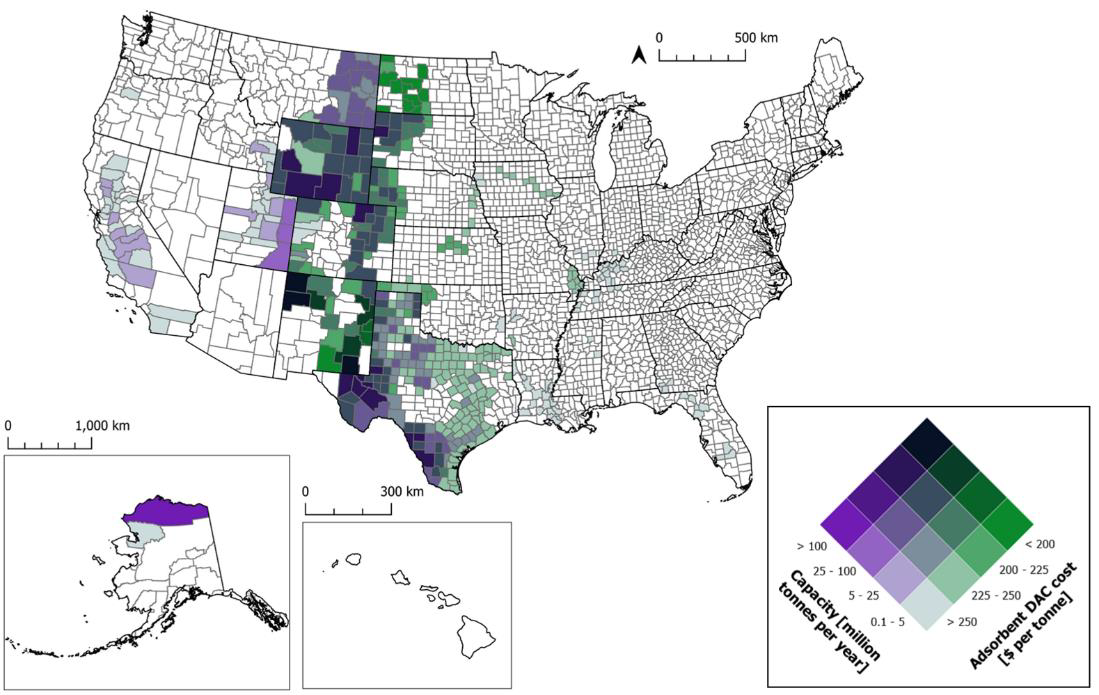 0 500 km
0 1,000 km
0 300 km
> 100
25 - 100
5 - 25
0.1 - 5
< 200
200 - 225
225 - 250
> 250
Capacity [million
tonnes per year]
Adsorbent DAC cost
[$ per tonne]